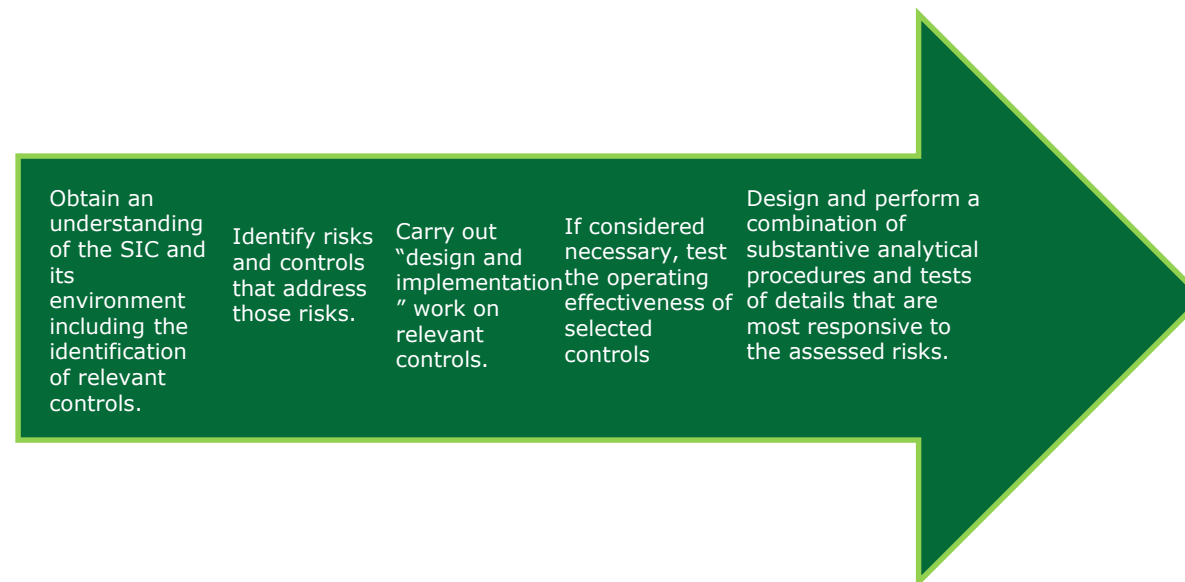 Obtain an
understanding
of the SIC and
its
environment
including the
identification
of relevant
controls.
Identify risks
and controls
that address
those risks.
Carry out
“design and
implementation
” work on
relevant
controls.
If considered
necessary, test
the operating
effectiveness of
selected
controls
Design and perform a
combination of
substantive analytical
procedures and tests
of details that are
most responsive to
the assessed risks.